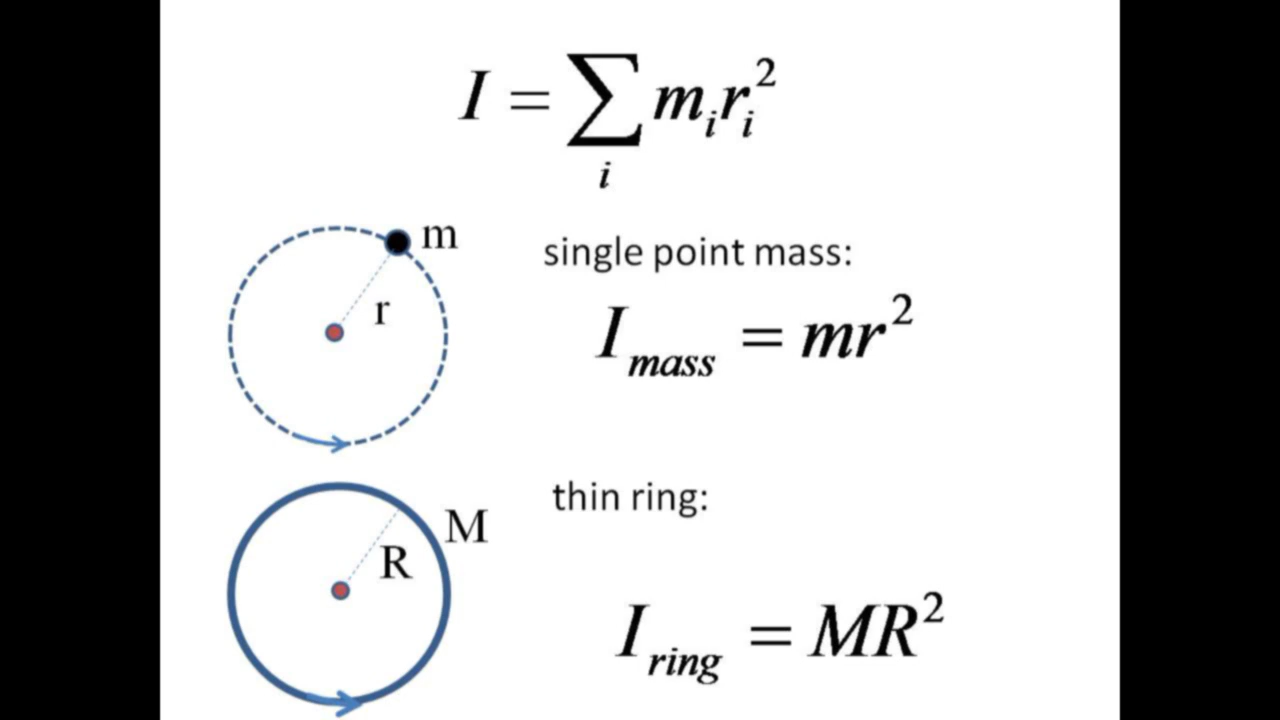 I = ∑ mᵢrᵢ²
i
m
single point mass:
r
I_mass = mr²
thin ring:
M
R
I_ring = MR²